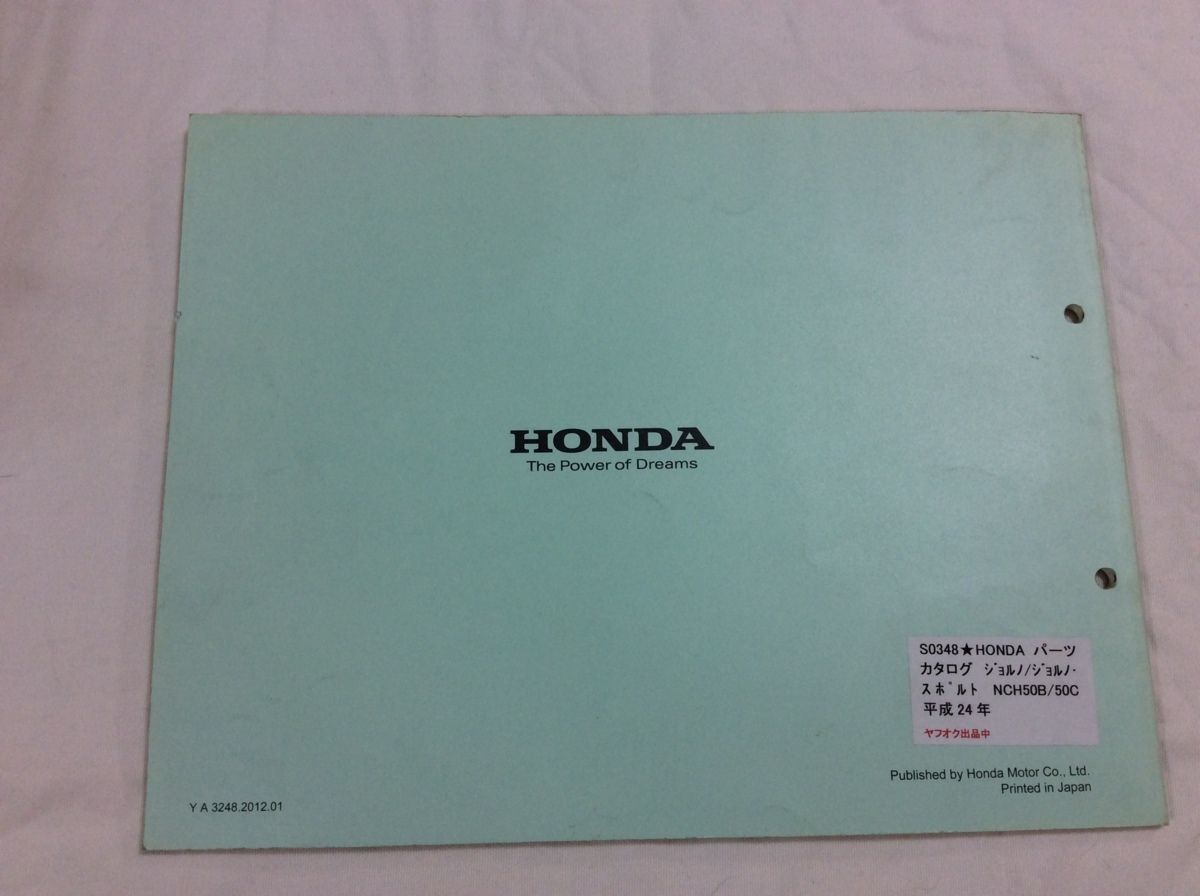 HONDA
The Power of Dreams
S0348★HONDA パーツ
カタログ ｼﾞｮﾙﾉ/ｼﾞｮﾙﾉ･
ｽﾎﾟﾙﾄ NCH50B/50C
平成24年
ヤフオク出品中
Published by Honda Motor Co., Ltd.
Printed in Japan
Y A 3248.2012.01